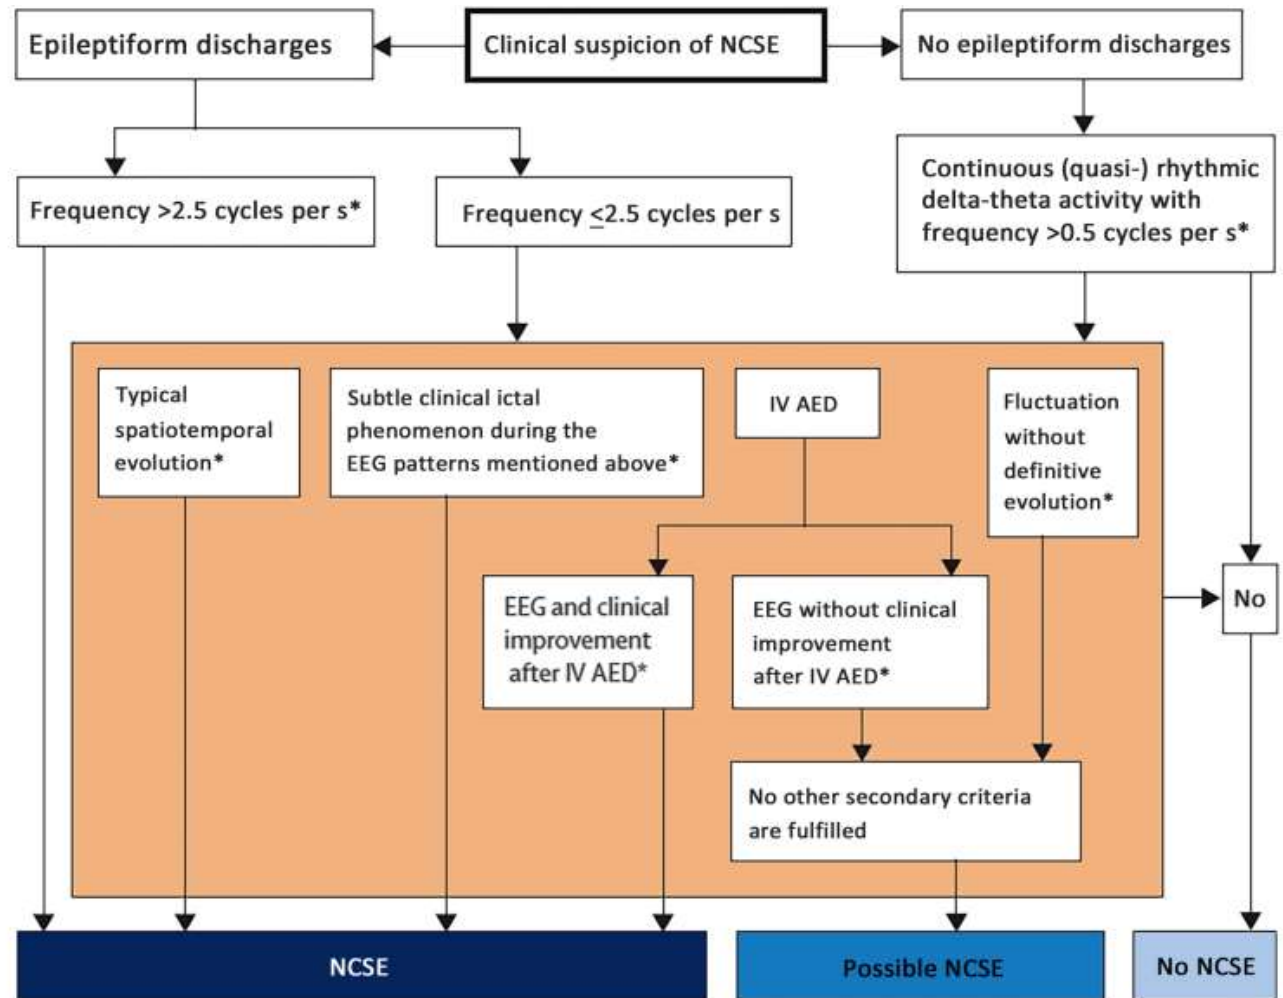 Epileptiform discharges
Clinical suspicion of NCSE
No epileptiform discharges
Frequency >2.5 cycles per s*
Frequency ≤2.5 cycles per s
Continuous (quasi-) rhythmic
delta-theta activity with
frequency >0.5 cycles per s*
Typical
spatiotemporal
evolution*
Subtle clinical ictal
phenomenon during the
EEG patterns mentioned above*
IV AED
Fluctuation
without
definitive
evolution*
EEG and clinical
improvement
after IV AED*
EEG without clinical
improvement
after IV AED*
No
No other secondary criteria
are fulfilled
NCSE
Possible NCSE
No NCSE